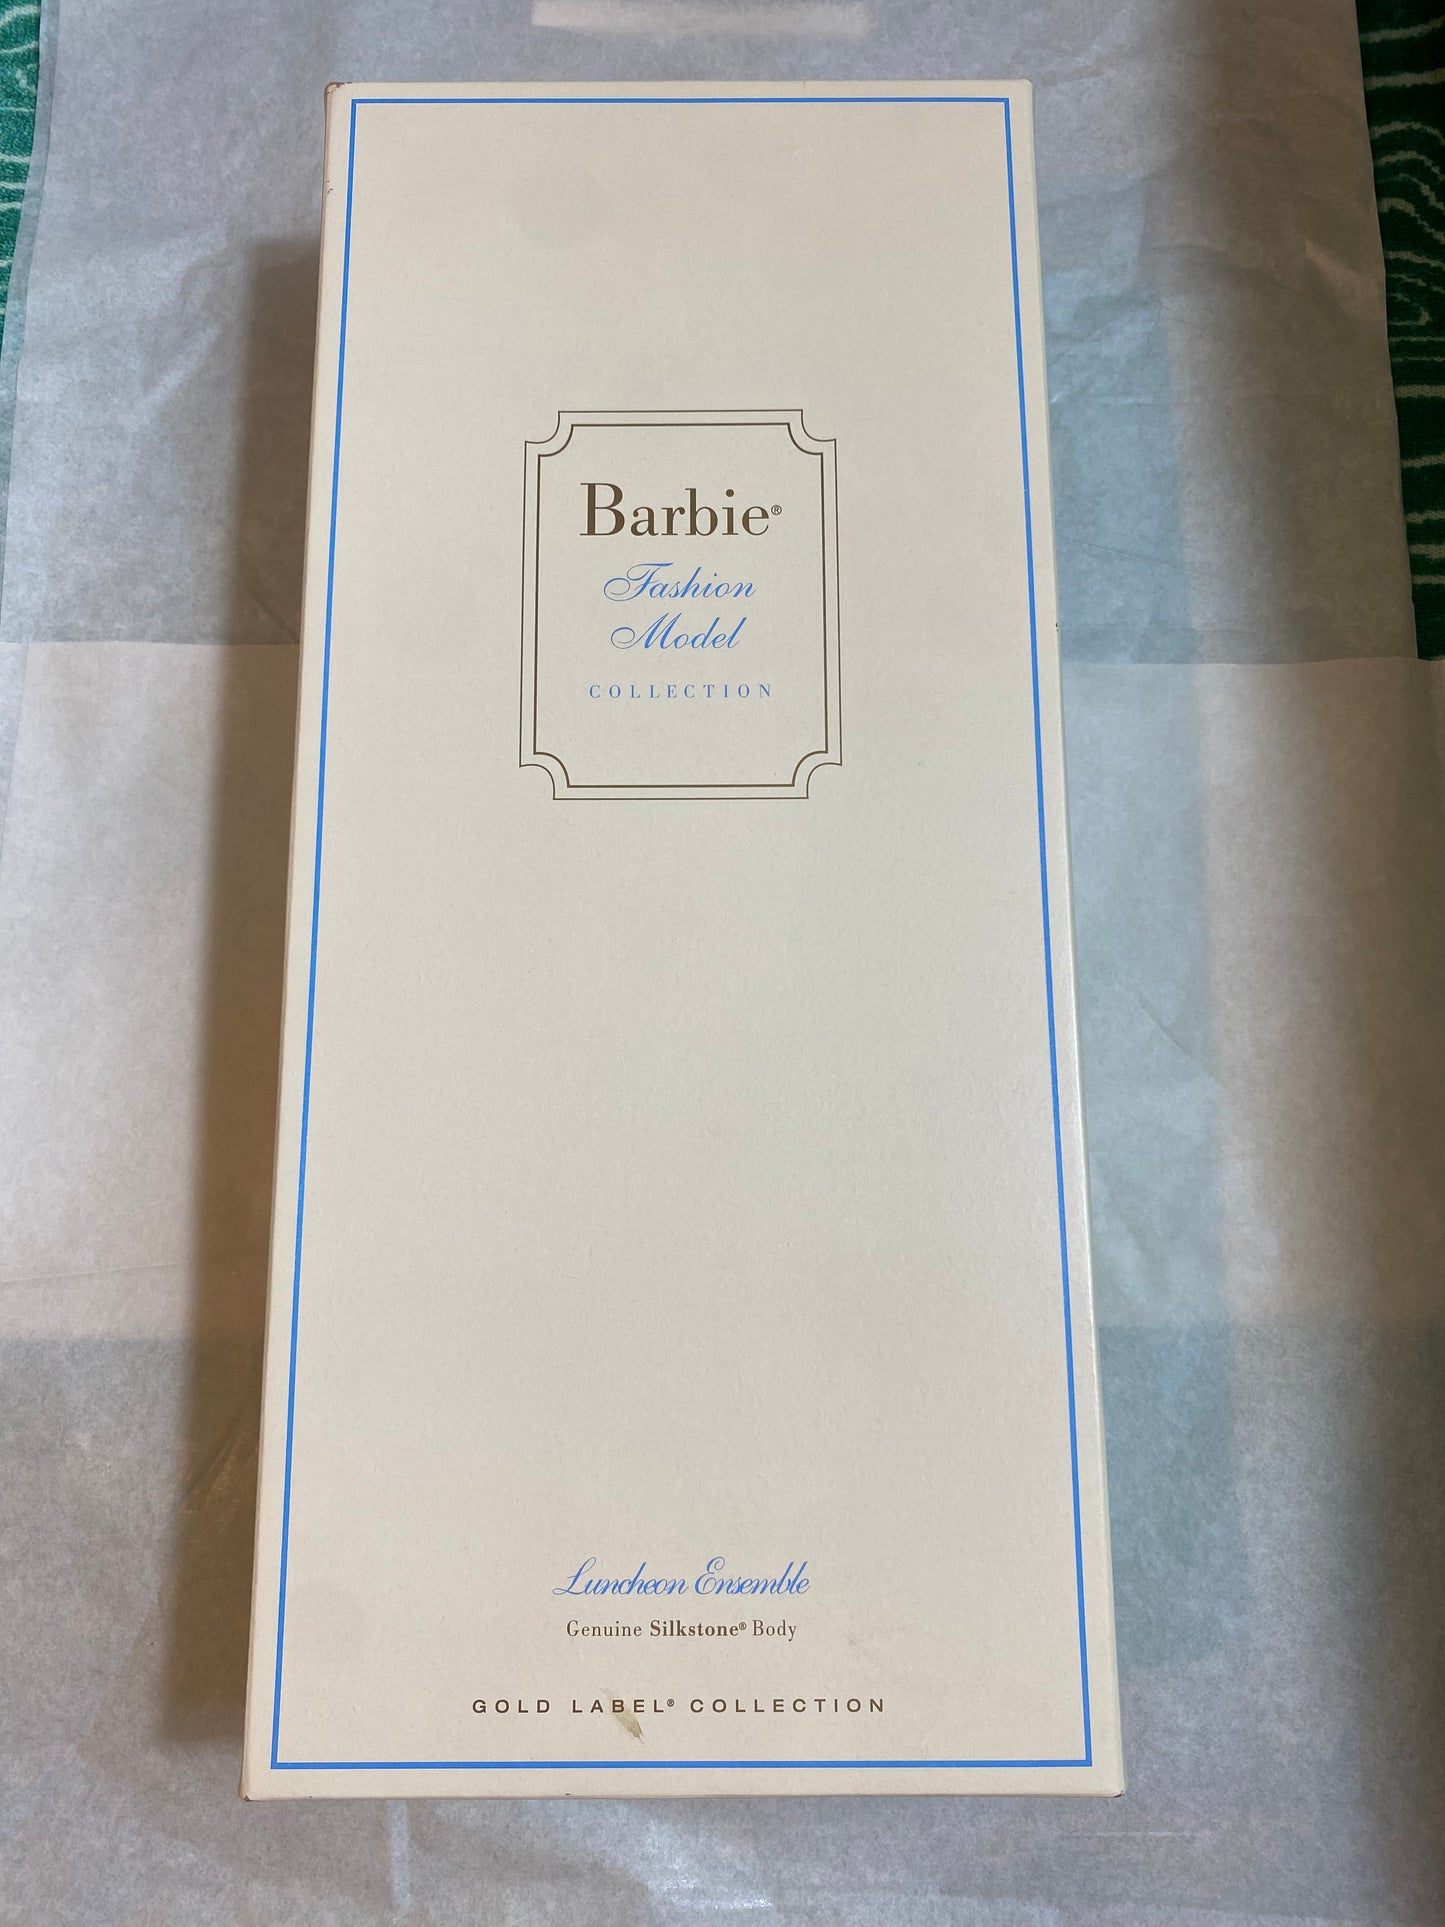 Barbie®
Fashion
Model
COLLECTION
Luncheon Ensemble
Genuine Silkstone® Body
GOLD LABEL® COLLECTION